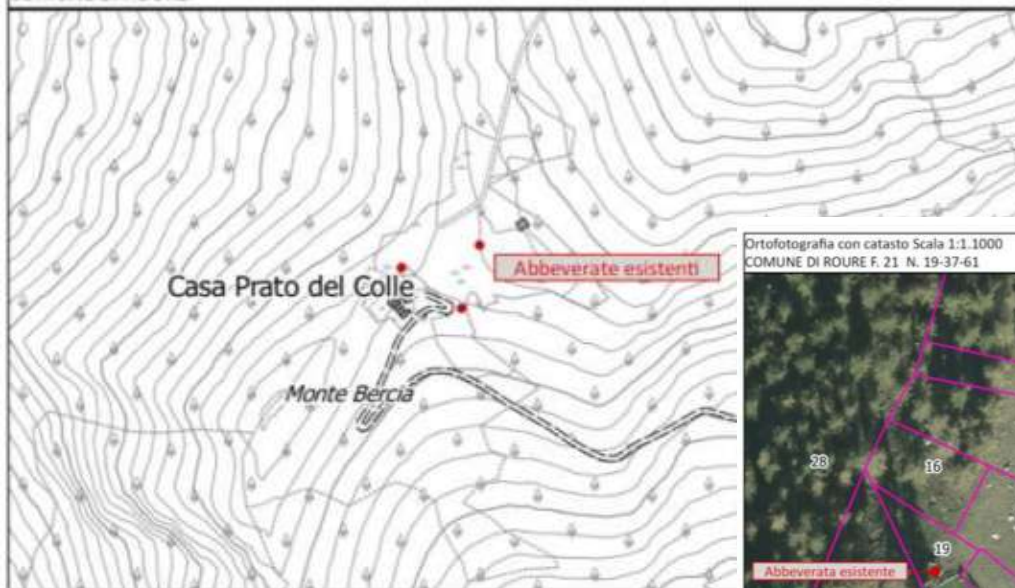 Abbeverate esistenti
Casa Prato del Colle
Monte Bercia
Ortofotografia con catasto Scala 1:1.1000
COMUNE DI ROURE F. 21 N. 19-37-61
28
16
19
Abbeverata esistente